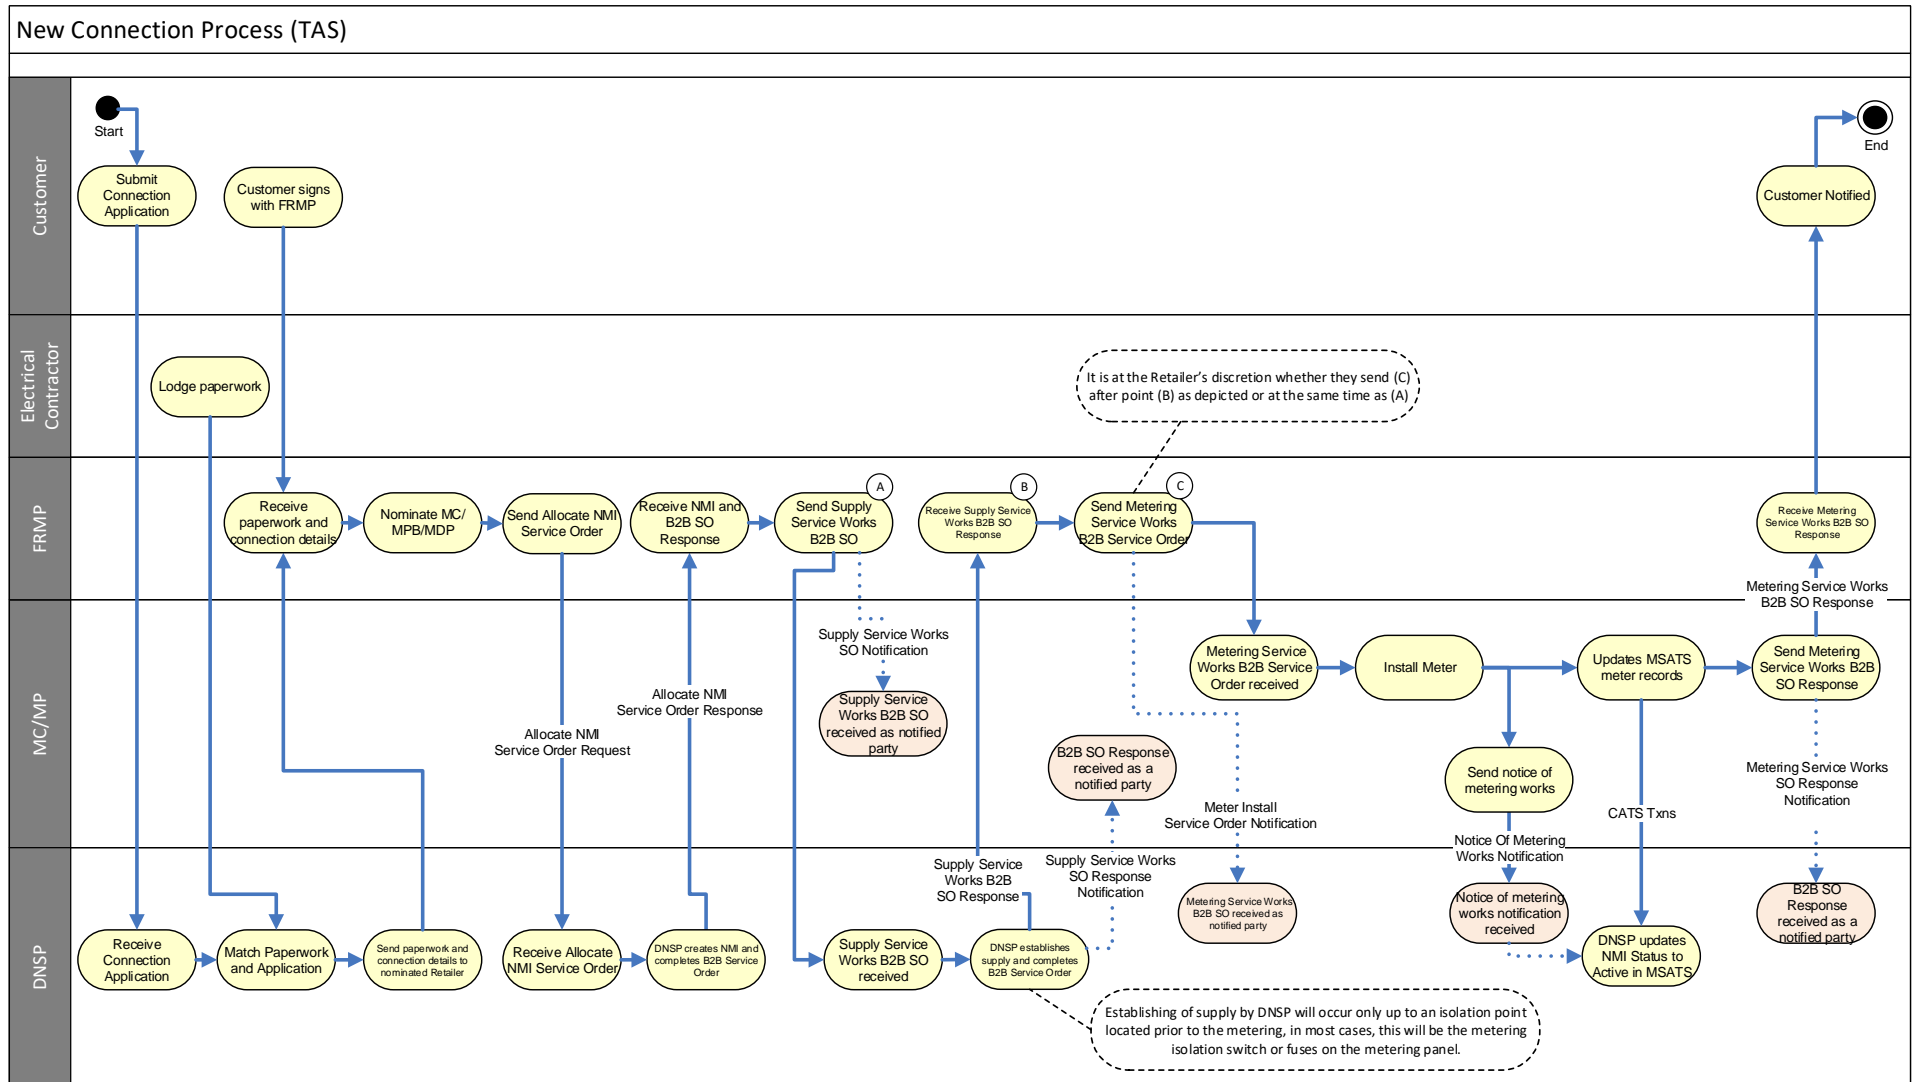 New Connection Process (TAS)
Customer
Start
Submit
Connection
Application
Customer signs
with FRMP
Customer Notified
End
Electrical
Contractor
Lodge paperwork
It is at the Retailer's discretion whether they send (C)
after point (B) as depicted or at the same time as (A)
FRMP
Receive
paperwork and
connection details
Nominate MC/
MPB/MDP
Send Allocate NMI
Service Order
Receive NMI and
B2B SO
Response
A
Send Supply
Service Works
B2B SO
B
Receive Supply Service
Works B2B SO
Response
C
Send Metering
Service Works
B2B Service Order
Receive Metering
Service Works B2B SO
Response
Metering Service Works
B2B SO Response
MC/MP
Supply Service Works
SO Notification
Supply Service
Works B2B SO
received as notified
party
Allocate NMI
Service Order Response
Allocate NMI
Service Order Request
B2B SO Response
received as a
notified party
Metering Service
Works B2B Service
Order received
Install Meter
Updates MSATS
meter records
Send Metering
Service Works B2B
SO Response
Send notice of
metering works
Meter Install
Service Order Notification
CATS Txns
Metering Service Works
SO Response
Notification
Notice Of Metering
Works Notification
Supply Service
Works B2B
SO Response
Supply Service Works
SO Response
Notification
DNSP
Receive
Connection
Application
Match Paperwork
and Application
Send paperwork and
connection details to
nominated Retailer
Receive Allocate
NMI Service Order
DNSP creates NMI and
completes B2B Service
Order
Supply Service
Works B2B SO
received
DNSP establishes
supply and completes
B2B Service Order
Metering Service Works
B2B SO received as
notified party
Notice of metering
works notification
received
DNSP updates
NMI Status to
Active in MSATS
B2B SO
Response
received as a
notified party
Establishing of supply by DNSP will occur only up to an isolation point
located prior to the metering, in most cases, this will be the metering
isolation switch or fuses on the metering panel.